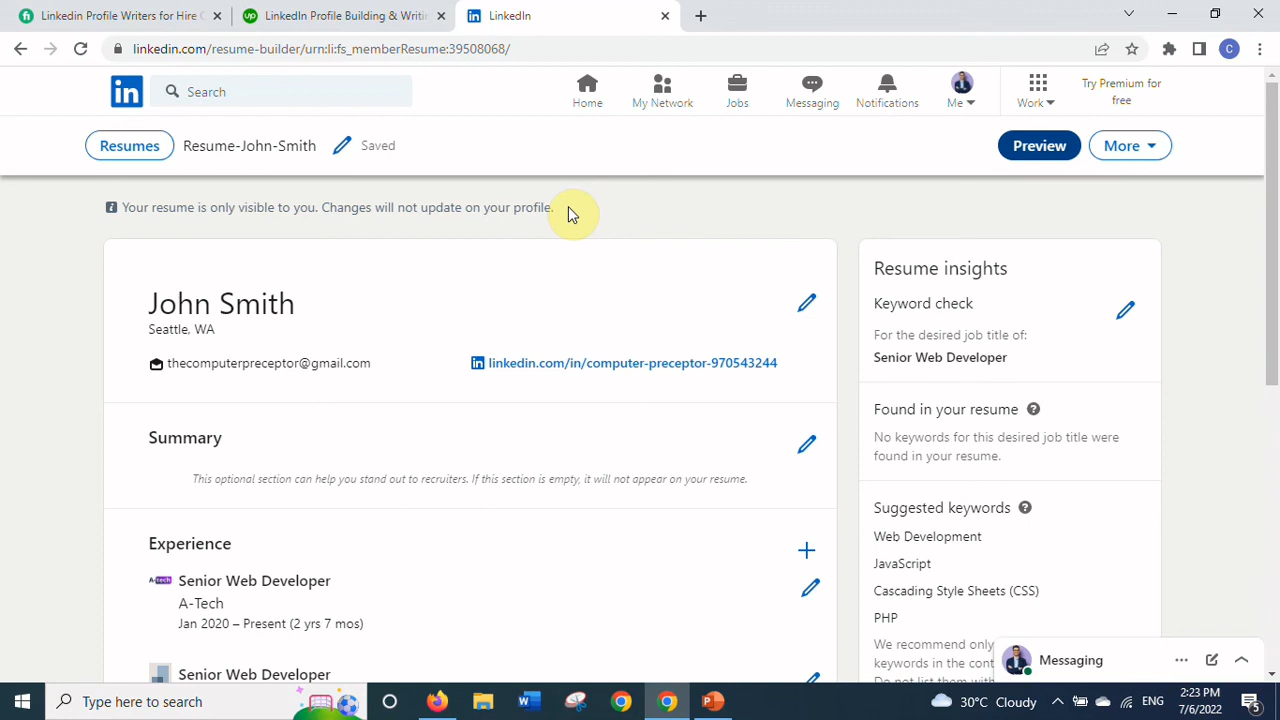 Linkedin Profile Writers for Hire
LinkedIn Profile Building & Writi
LinkedIn
linkedin.com/resume-builder/urn:li:fs_memberResume:39508068/
C
in
Search
Home
My Network
Jobs
Messaging
Notifications
Me
Work
Try Premium for
free
Resumes
Resume-John-Smith
Saved
Preview
More
Your resume is only visible to you. Changes will not update on your profile.
John Smith
Seattle, WA
thecomputerpreceptor@gmail.com
linkedin.com/in/computer-preceptor-970543244
Summary
This optional section can help you stand out to recruiters. If this section is empty, it will not appear on your resume.
Experience
A-Tech
Senior Web Developer
A-Tech
Jan 2020 – Present (2 yrs 7 mos)
Senior Web Developer
Resume insights
Keyword check
For the desired job title of:
Senior Web Developer
Found in your resume
No keywords for this desired job title were
found in your resume.
Suggested keywords
Web Development
JavaScript
Cascading Style Sheets (CSS)
PHP
We recommend only
keywords in the cont
Do not list them with
Messaging
Type here to search
30°C Cloudy
ENG
2:23 PM
7/6/2022
5